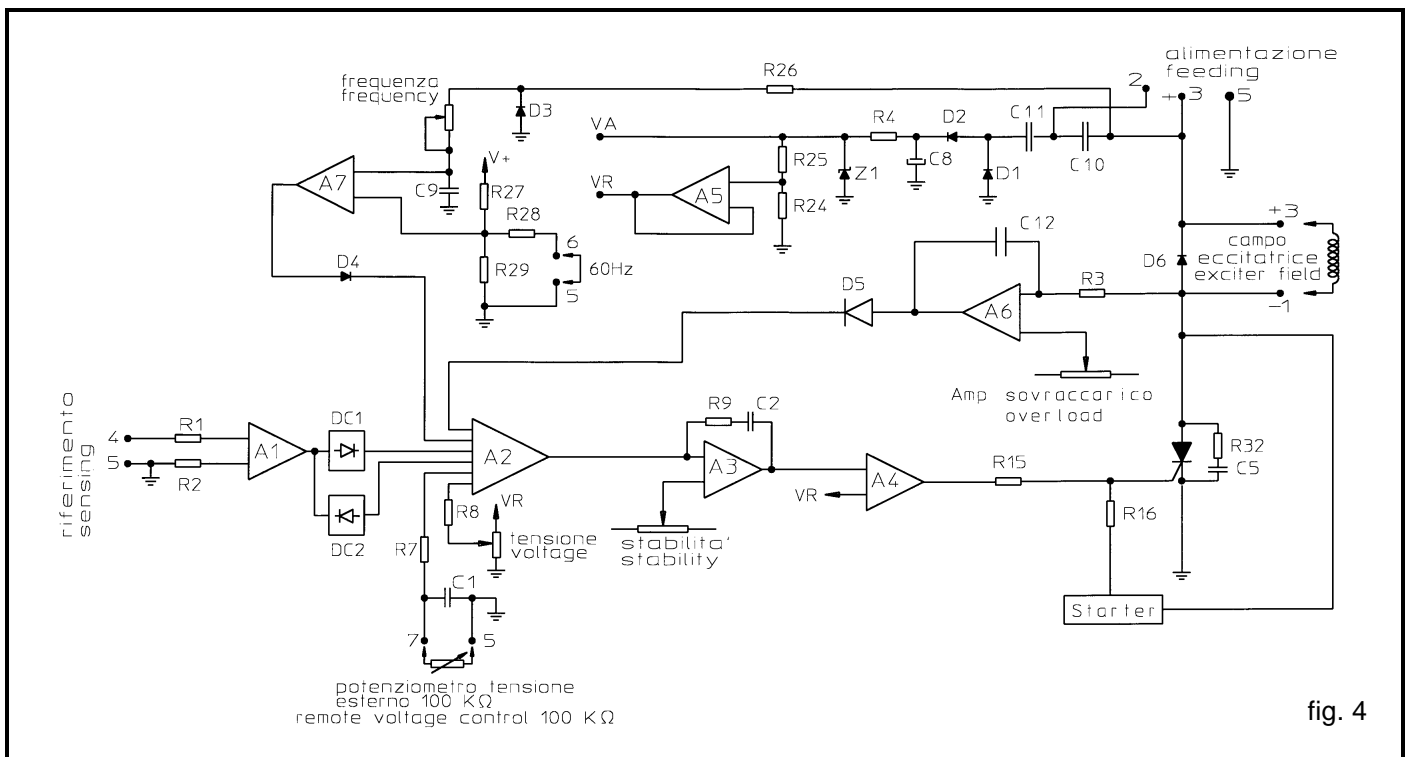 alimentazione
feeding
2
+3
5
R26
frequenza
frequency
D3
VA
R4
D2
C11
C10
V+
R25
C8
Z1
D1
A7
C9
R27
VR
A5
R24
R28
C12
+3
6
campo
eccitatrice
exciter field
D4
R29
60Hz
D6
D5
R3
5
A6
-1
Amp sovraccarico
overload
riferimento
sensing
R1
DC1
R9
C2
4
A1
A2
R32
5
A3
C5
R2
R15
A4
VR
R8
VR
DC2
R16
R7
tensione
voltage
stabilita'
stability
C1
Starter
7
5
potenziometro tensione
esterno 100 KΩ
remote voltage control 100 KΩ
fig. 4